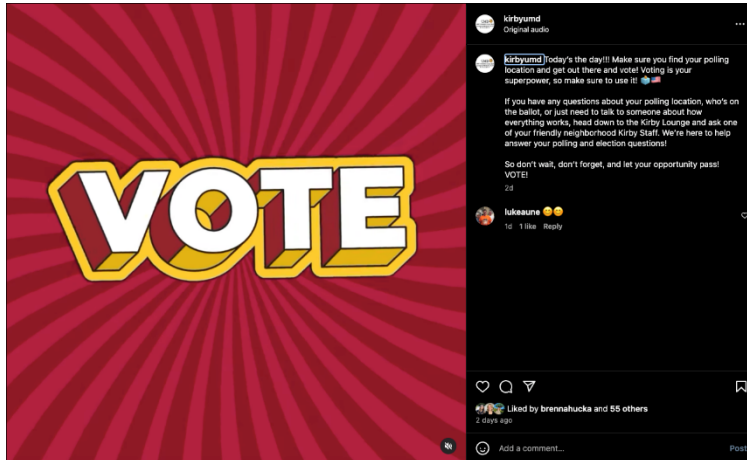 VOTE
kirbyumd
Original audio
kirbyumd Today's the day!!! Make sure you find your polling
location and get out there and vote! Voting is your
superpower, so make sure to use it! 🗳️🇺🇸
If you have any questions about your polling location, who's on
the ballot, or just need to talk to someone about how
everything works, head down to the Kirby Lounge and ask one
of your friendly neighborhood Kirby Staff. We're here to help
answer your polling and election questions!
So don't wait, don't forget, and let your opportunity pass!
VOTE!
2d
lukeaune 😊😊
1d 1 like Reply
Liked by brennahucka and 55 others
2 days ago
Add a comment...
Post